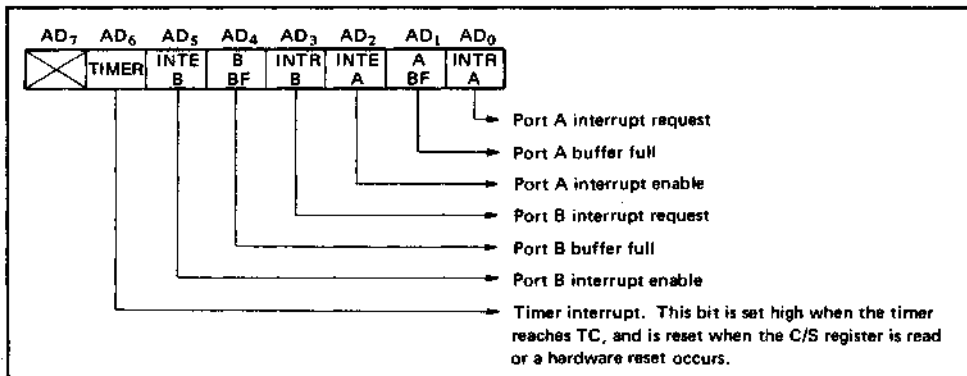 AD7 AD6 AD5 AD4 AD3 AD2 AD1 AD0
TIMER INTE B B BF INTR B INTE A A BF INTR A
Port A interrupt request
Port A buffer full
Port A interrupt enable
Port B interrupt request
Port B buffer full
Port B interrupt enable
Timer interrupt. This bit is set high when the timer
reaches TC, and is reset when the C/S register is read
or a hardware reset occurs.